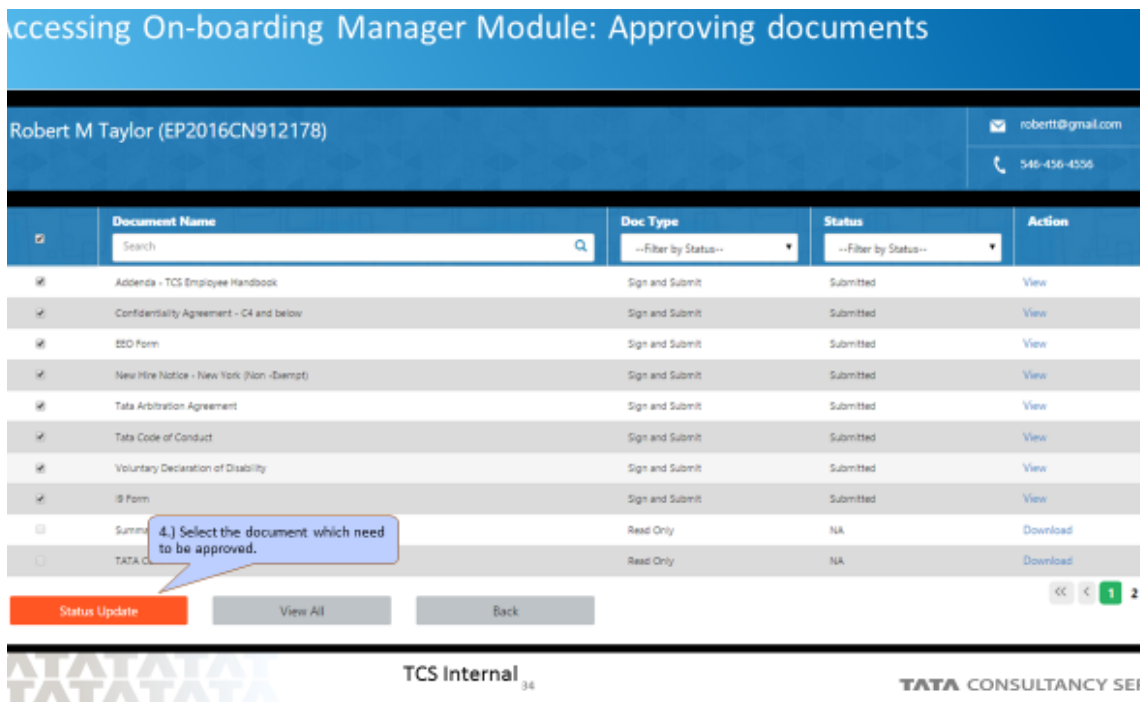 Accessing On-boarding Manager Module: Approving documents
Robert M Taylor (EP2016CN912178)
robertt@gmail.com
546-456-4556
Document Name Doc Type Status Action
Search --Filter by Status-- --Filter by Status--
Addenda - TCS Employee Handbook Sign and Submit Submitted View
Confidentiality Agreement - C4 and below Sign and Submit Submitted View
EEO Form Sign and Submit Submitted View
New Hire Notice - New York (Non -Exempt) Sign and Submit Submitted View
Tata Arbitration Agreement Sign and Submit Submitted View
Tata Code of Conduct Sign and Submit Submitted View
Voluntary Declaration of Disability Sign and Submit Submitted View
i9 Form Sign and Submit Submitted View
Read Only NA Download
TATA Read Only NA Download
4.) Select the document which need
to be approved.
<< < 1 2
Status Update View All Back
TCS Internal 34
TATA CONSULTANCY SER